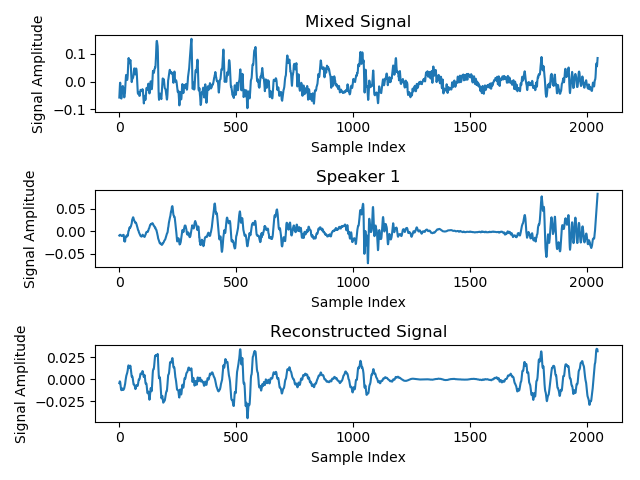 Mixed Signal
Signal Amplitude
0.1
0.0
−0.1
0 500 1000 1500 2000
Sample Index
Speaker 1
Signal Amplitude
0.05
0.00
−0.05
0 500 1000 1500 2000
Sample Index
Reconstructed Signal
Signal Amplitude
0.025
0.000
−0.025
0 500 1000 1500 2000
Sample Index